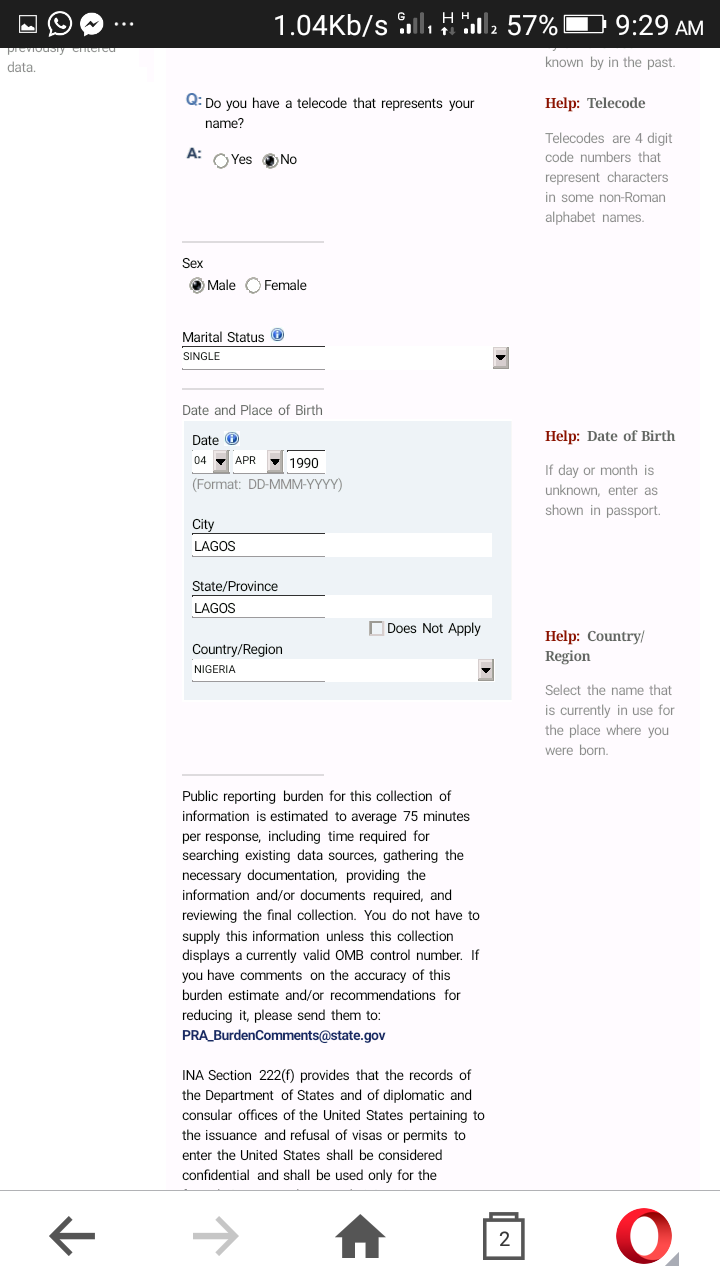 1.04Kb/s G 1 H H 2 57% 9:29 AM
previously entered
data.
known by in the past.
Q: Do you have a telecode that represents your
name?
A: Yes No
Help: Telecode
Telecodes are 4 digit
code numbers that
represent characters
in some non-Roman
alphabet names.
Sex
Male Female
Marital Status
SINGLE
Date and Place of Birth
Date
04 APR 1990
(Format: DD-MMM-YYYY)
City
LAGOS
State/Province
LAGOS
Does Not Apply
Country/Region
NIGERIA
Help: Date of Birth
If day or month is
unknown, enter as
shown in passport.
Help: Country/
Region
Select the name that
is currently in use for
the place where you
were born.
Public reporting burden for this collection of
information is estimated to average 75 minutes
per response, including time required for
searching existing data sources, gathering the
necessary documentation, providing the
information and/or documents required, and
reviewing the final collection. You do not have to
supply this information unless this collection
displays a currently valid OMB control number. If
you have comments on the accuracy of this
burden estimate and/or recommendations for
reducing it, please send them to:
PRA_BurdenComments@state.gov
INA Section 222(f) provides that the records of
the Department of States and of diplomatic and
consular offices of the United States pertaining to
the issuance and refusal of visas or permits to
enter the United States shall be considered
confidential and shall be used only for the
2